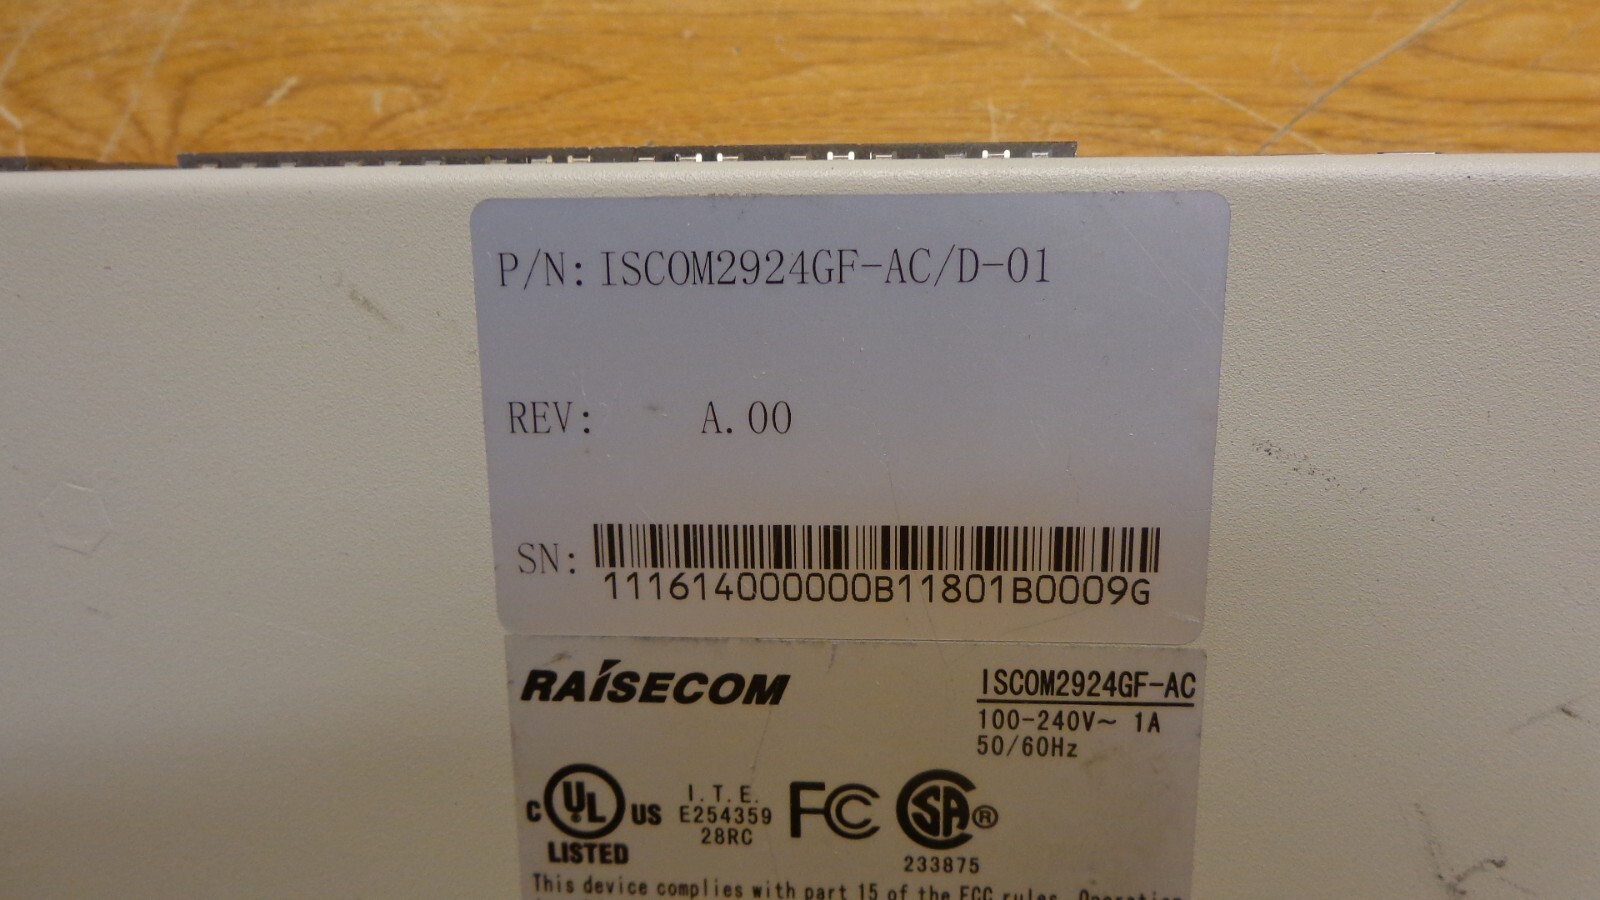 P/N: ISCOM2924GF-AC/D-01
REV: A.00
SN:
111614000000B11801B0009G
RAISECOM
ISCOM2924GF-AC
100-240V~ 1A
50/60Hz
C UL US
LISTED
I.T.E.
E254359
28RC
FC
SA®
233875
This device complies with part 15 of the FCC rules. Operation